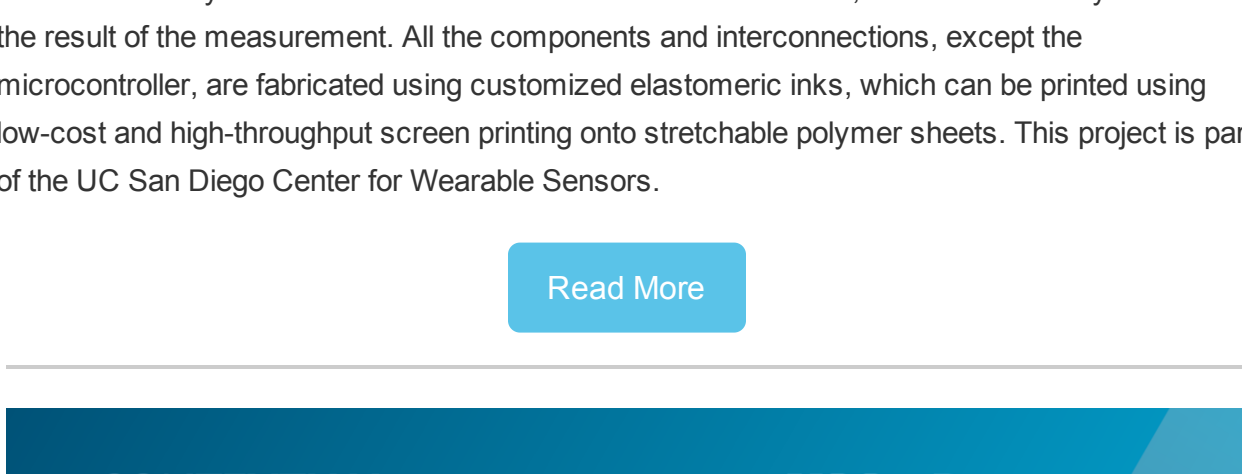 the result of the measurement. All the components and interconnections, except the
microcontroller, are fabricated using customized elastomeric inks, which can be printed using
low-cost and high-throughput screen printing onto stretchable polymer sheets. This project is par
of the UC San Diego Center for Wearable Sensors.
Read More